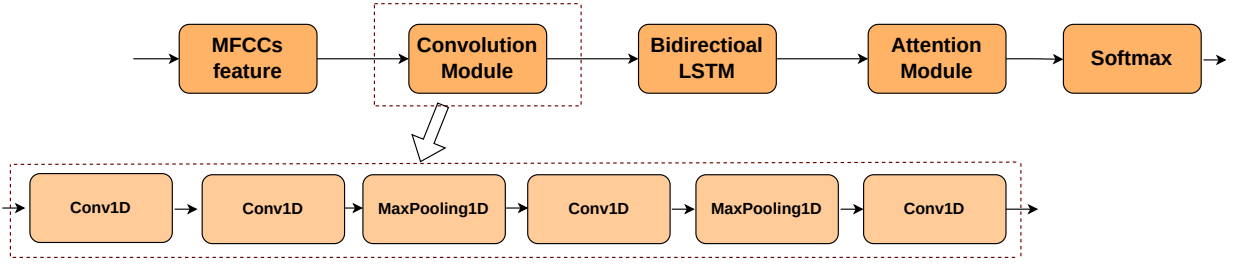 MFCCs
feature
Convolution
Module
Bidirectioal
LSTM
Attention
Module
Softmax
Conv1D
Conv1D
MaxPooling1D
Conv1D
MaxPooling1D
Conv1D